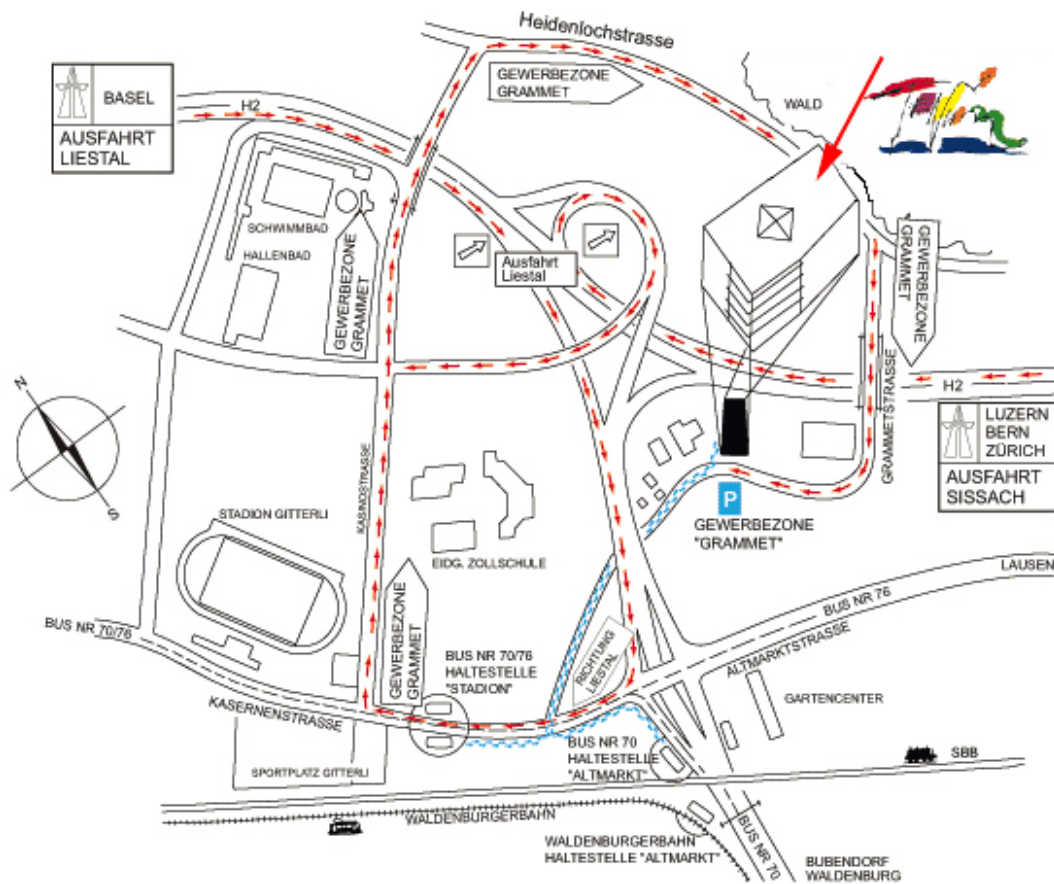 Heidenlochstrasse
GEWERBEZONE
GRAMMET
BASEL
AUSFAHRT
LIESTAL
H2
WALD
SCHWIMMBAD
HALLENBAD
GEWERBEZONE
GRAMMET
Ausfahrt
Liestal
GEWERBEZONE
GRAMMET
GRAMMETSTRASSE
H2
LUZERN
BERN
ZÜRICH
AUSFAHRT
SISSACH
N
S
KASINOSTRASSE
STADION GITTERLI
EIDG. ZOLLSCHULE
P
GEWERBEZONE
"GRAMMET"
LAUSEN
BUS NR 76
ALTMARKTSTRASSE
BUS NR 70/76
GEWERBEZONE
GRAMMET
BUS NR 70/76
HALTESTELLE
"STADION"
RICHTUNG
LIESTAL
KASERNENSTRASSE
GARTENCENTER
BUS NR 70
HALTESTELLE
"ALTMARKT"
SBB
SPORTPLATZ GITTERLI
WALDENBURGERBAHN
WALDENBURGERBAHN
HALTESTELLE "ALTMARKT"
BUS NR 70
BUBENDORF
WALDENBURG